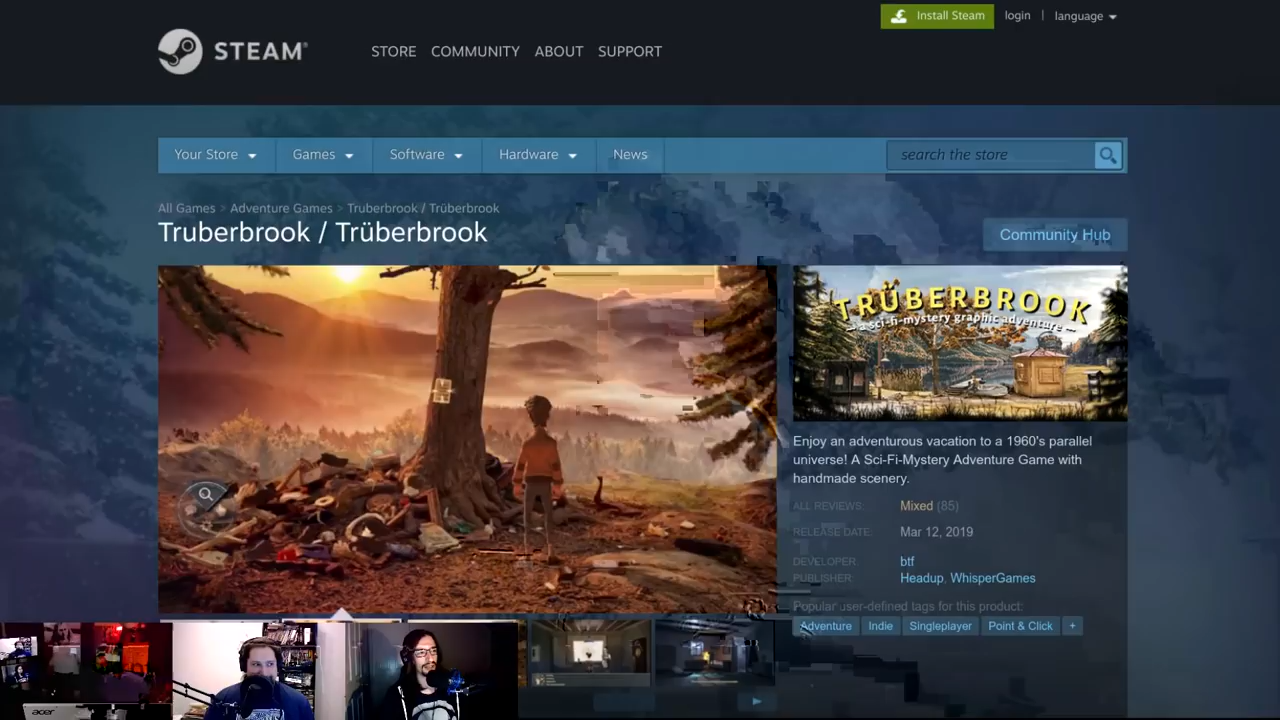 Install Steam login | language
STEAM
STORE COMMUNITY ABOUT SUPPORT
Your Store Games Software Hardware News search the store
All Games > Adventure Games > Truberbrook / Trüberbrook
Truberbrook / Trüberbrook
Community Hub
TRÜBERBROOK
— a sci-fi-mystery graphic adventure —
Enjoy an adventurous vacation to a 1960's parallel
universe! A Sci-Fi-Mystery Adventure Game with
handmade scenery.
ALL REVIEWS: Mixed (85)
RELEASE DATE: Mar 12, 2019
DEVELOPER: btf
PUBLISHER: Headup, WhisperGames
Popular user-defined tags for this product:
Adventure Indie Singleplayer Point & Click +
acer